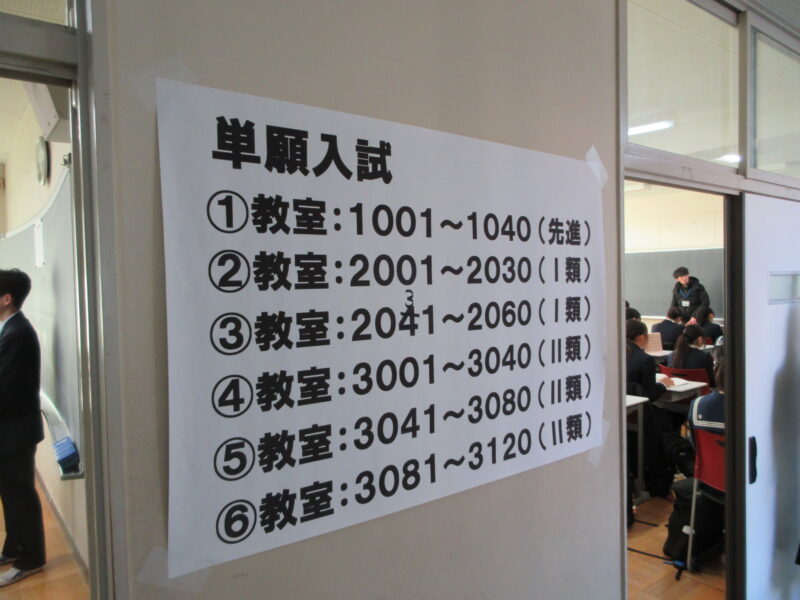 単願入試
①教室：1001～1040（先進）
②教室：2001～2030（Ⅰ類）
3
③教室：2041～2060（Ⅰ類）
④教室：3001～3040（Ⅱ類）
⑤教室：3041～3080（Ⅱ類）
⑥教室：3081～3120（Ⅱ類）